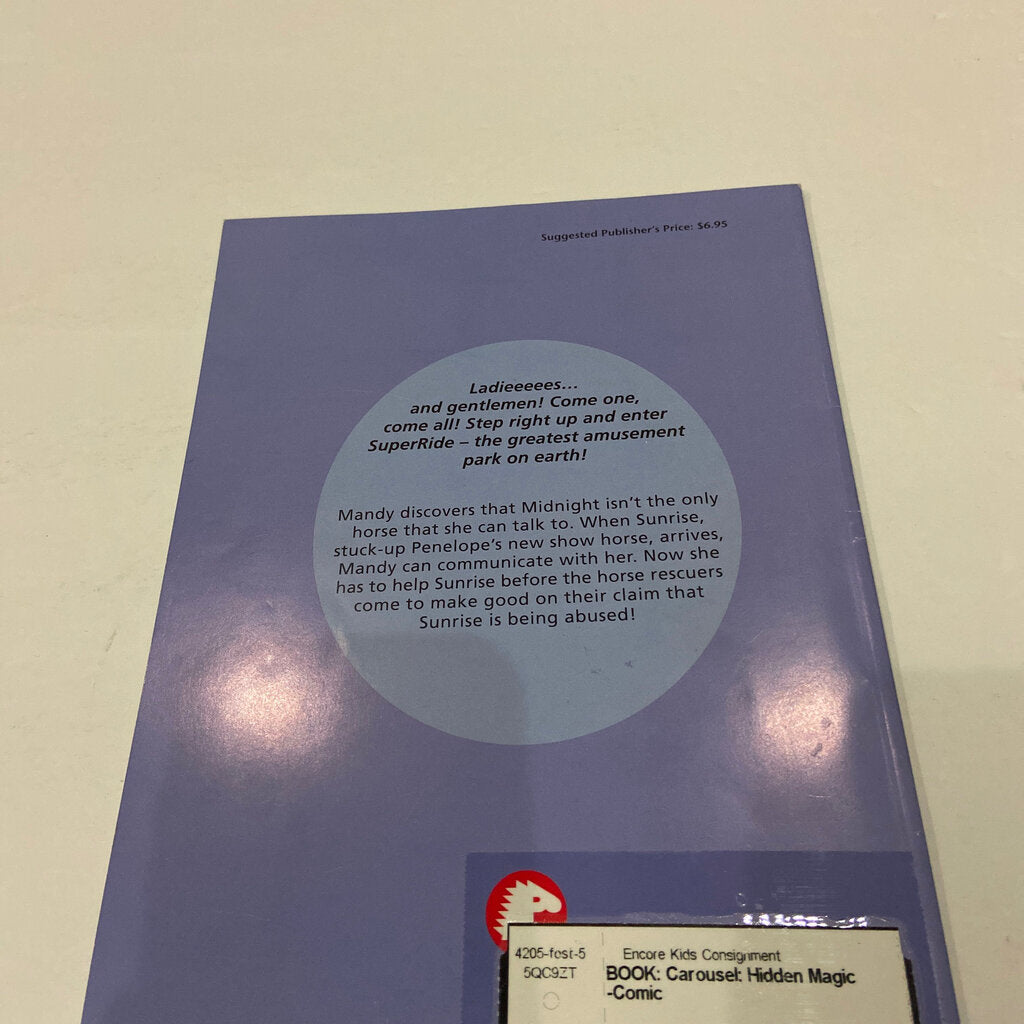 Suggested Publisher's Price: $6.95
Ladieeeees...
and gentlemen! Come one,
come all! Step right up and enter
SuperRide – the greatest amusement
park on earth!
Mandy discovers that Midnight isn't the only
horse that she can talk to. When Sunrise,
stuck-up Penelope's new show horse, arrives,
Mandy can communicate with her. Now she
has to help Sunrise before the horse rescuers
come to make good on their claim that
Sunrise is being abused!
4205-fcsr-5
Encore Kids Consignment
5QC9ZT
BOOK: Carousel: Hidden Magic
-Comic